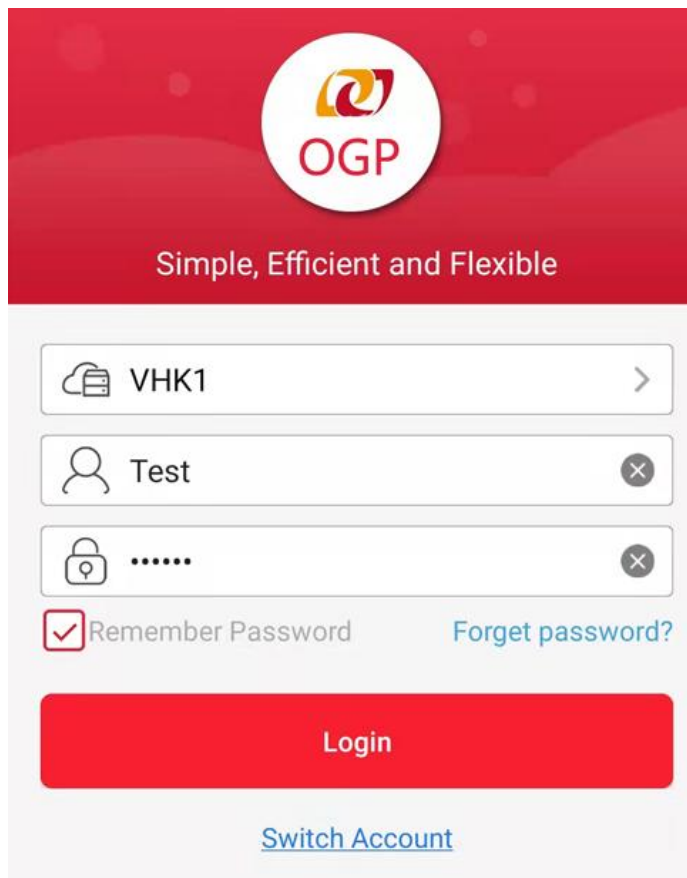 OGP
Simple, Efficient and Flexible
VHK1
Test
••••••
Remember Password Forget password?
Login
Switch Account